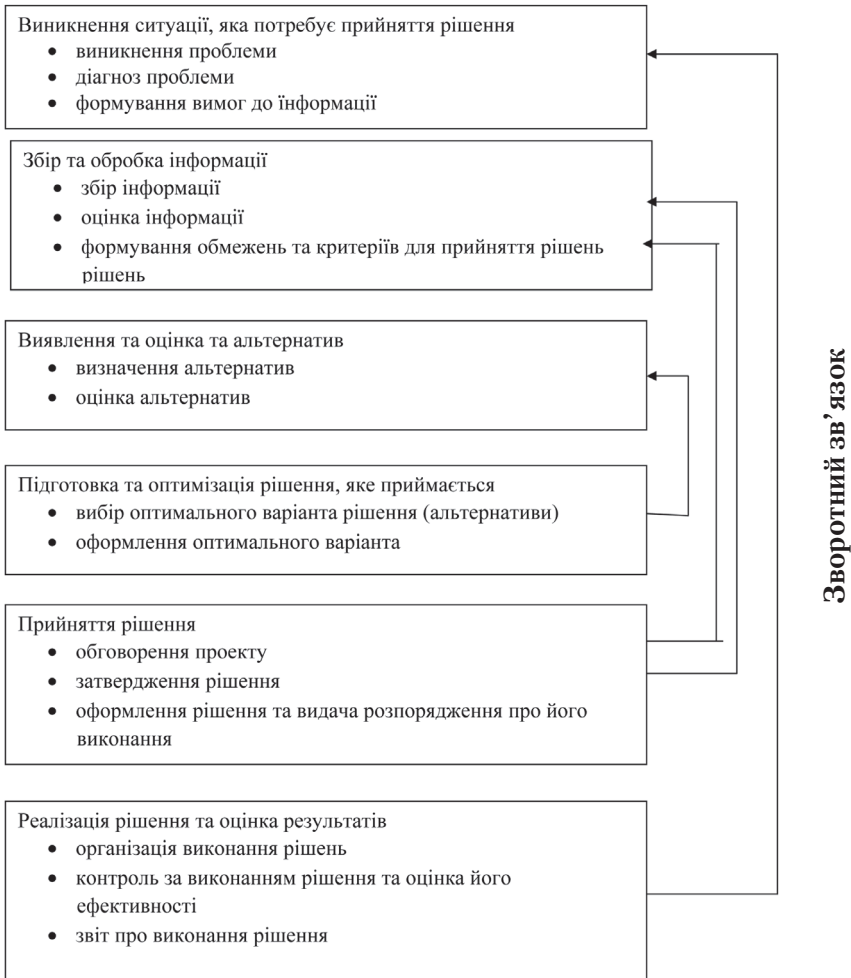 Виникнення ситуації, яка потребує прийняття рішення
• виникнення проблеми
• діагноз проблеми
• формування вимог до їнформації
Збір та обробка інформації
• збір інформації
• оцінка інформації
• формування обмежень та критеріїв для прийняття рішень
рішень
Виявлення та оцінка та альтернатив
• визначення альтернатив
• оцінка альтернатив
Підготовка та оптимізація рішення, яке приймається
• вибір оптимального варіанта рішення (альтернативи)
• оформлення оптимального варіанта
Прийняття рішення
• обговорення проекту
• затвердження рішення
• оформлення рішення та видача розпорядження про його
виконання
Реалізація рішення та оцінка результатів
• організація виконання рішень
• контроль за виконанням рішення та оцінка його
ефективності
• звіт про виконання рішення
Зворотний зв’язок